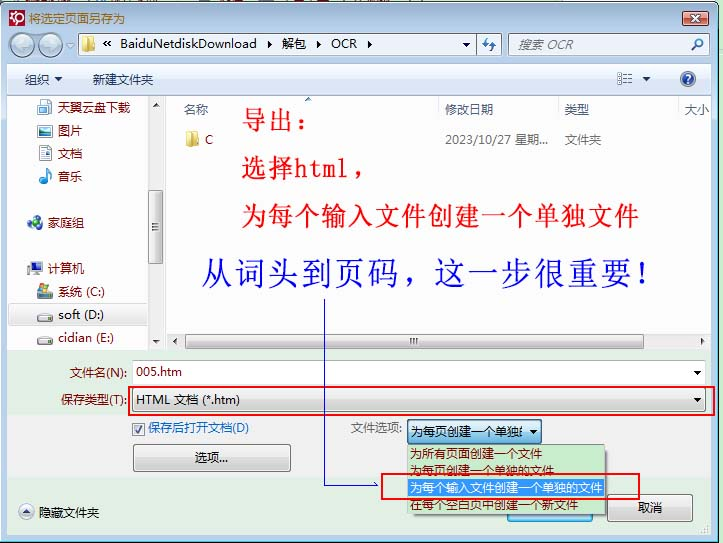 将选定页面另存为
« BaiduNetdiskDownload ▸ 解包 ▸ OCR ▸
搜索 OCR
组织 ▼ 新建文件夹
名称 修改日期 类型 大小
天翼云盘下载
图片
文档
音乐
家庭组
计算机
系统 (C:)
soft (D:)
cidian (E:)
C 2023/10/27 星期... 文件夹
导出：
选择html，
为每个输入文件创建一个单独文件
从词头到页码，这一步很重要！
文件名(N): 005.htm
保存类型(T): HTML 文档 (*.htm)
保存后打开文档(D)
选项...
文件选项: 为每页创建一个单独的
为所有页面创建一个文件
为每页创建一个单独的文件
为每个输入文件创建一个单独的文件
在每个空白页中创建一个新文件
隐藏文件夹
取消